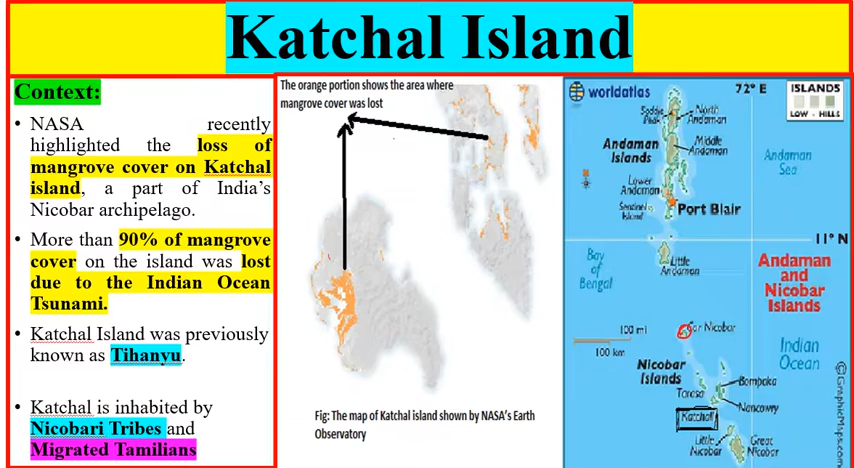 Katchal Island
Context:
• NASA recently
highlighted the loss of
mangrove cover on Katchal
island, a part of India's
Nicobar archipelago.
• More than 90% of mangrove
cover on the island was lost
due to the Indian Ocean
Tsunami.
• Katchal Island was previously
known as Tihanyu.
• Katchal is inhabited by
Nicobari Tribes and
Migrated Tamilians
The orange portion shows the area where
mangrove cover was lost
Fig: The map of Katchal island shown by NASA's Earth
Observatory
worldatlas
72° E
ISLANDS
LOW - HILLS
Saddle
Peak
North
Andaman
Andaman
Islands
Middle
Andaman
Andaman
Sea
Lower
Andaman
Sentinel
Island
Port Blair
11° N
Bay
of
Bengal
Little
Andaman
Andaman
and
Nicobar
Islands
100 mi
100 km
Car Nicobar
Indian
Ocean
Nicobar
Islands
Bompoka
Teresa
Nancowry
Katchall
Little
Nicobar
Great
Nicobar
©GraphicMaps.com